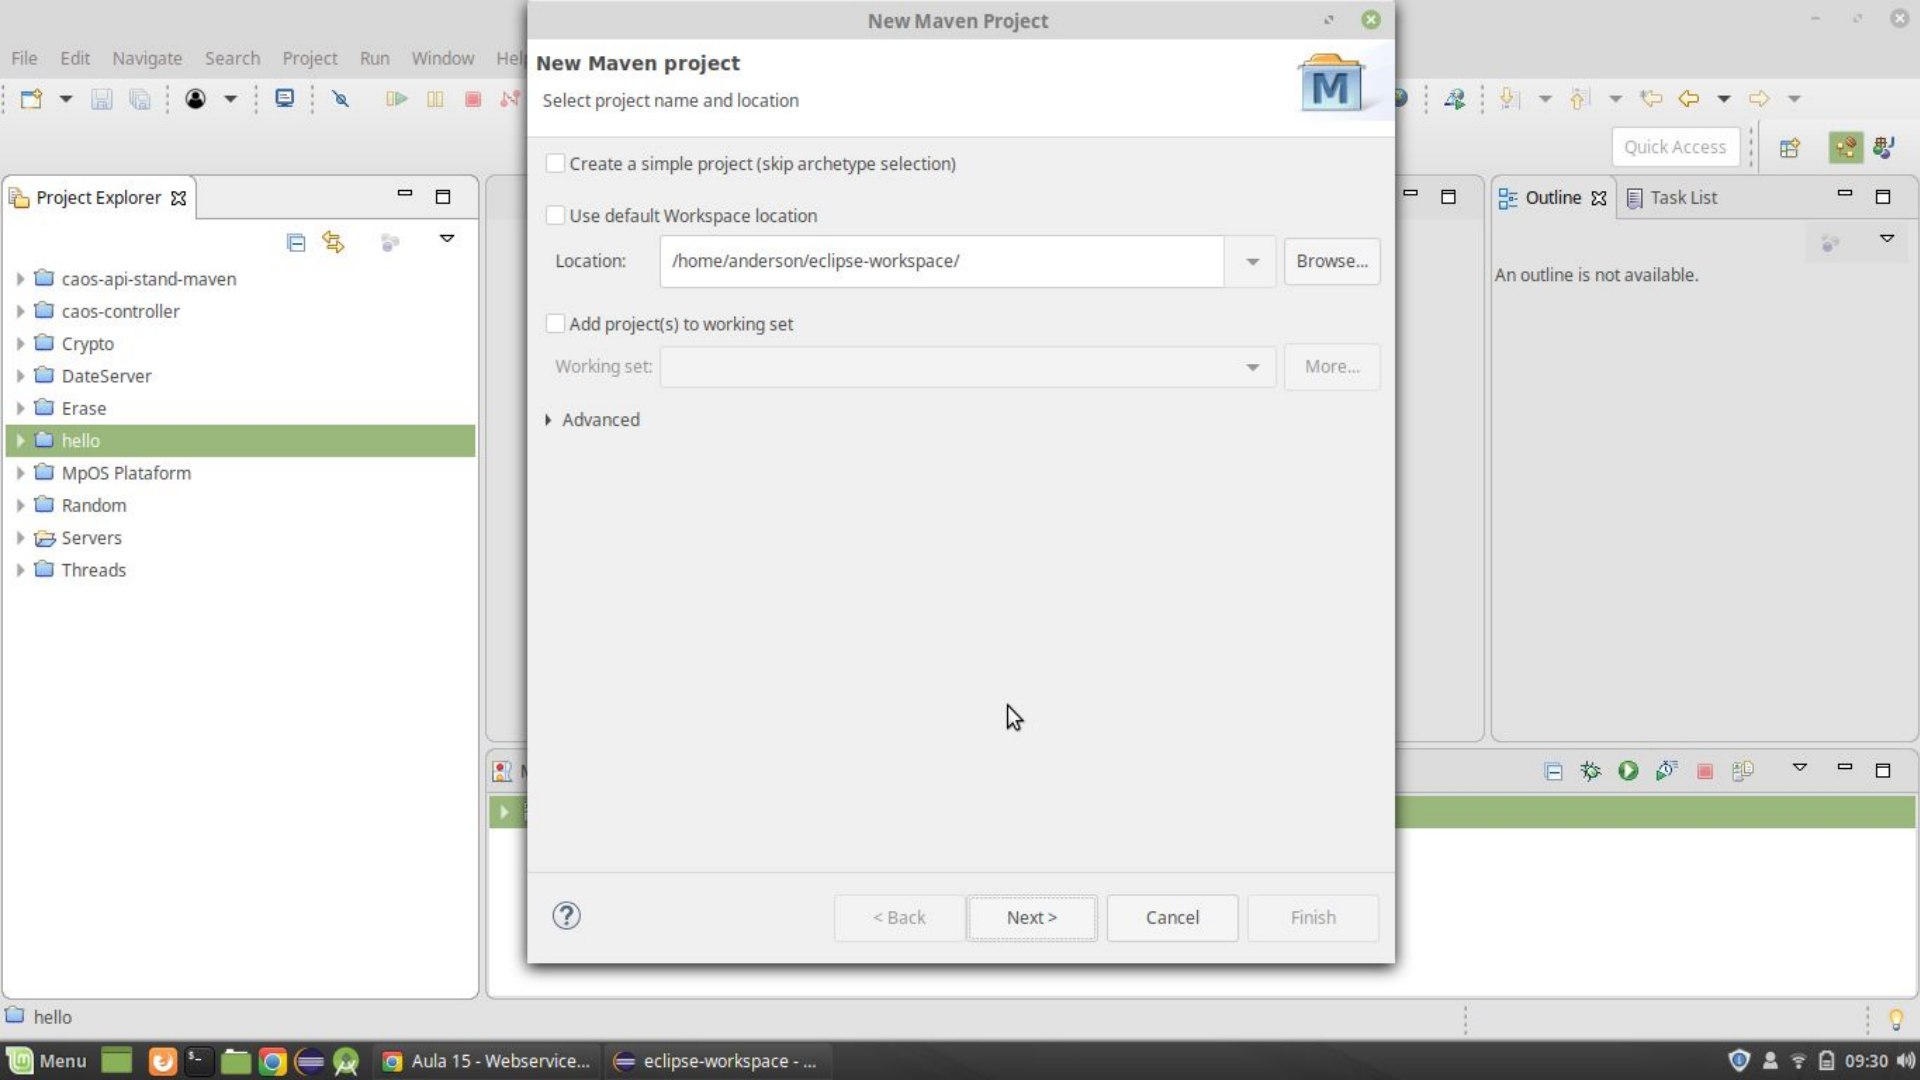 New Maven Project
File Edit Navigate Search Project Run Window Help
New Maven project
Select project name and location
M
Quick Access
Create a simple project (skip archetype selection)
Project Explorer
Outline
Task List
Use default Workspace location
Location: /home/anderson/eclipse-workspace/ Browse...
An outline is not available.
caos-api-stand-maven
caos-controller
Crypto
DateServer
Erase
hello
MpOS Plataform
Random
Servers
Threads
Add project(s) to working set
Working set: More...
Advanced
< Back Next > Cancel Finish
hello
Menu
Aula 15 - Webservice...
eclipse-workspace - ...
09:30